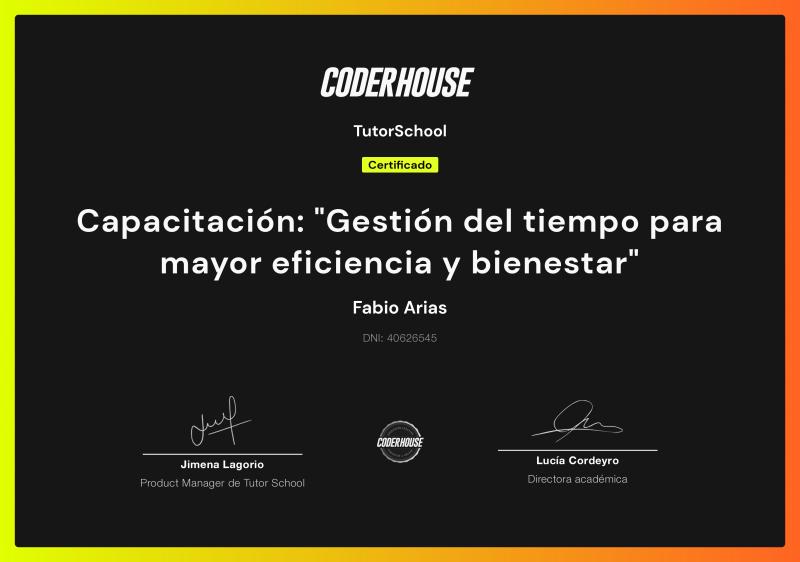 CODERHOUSE
TutorSchool
Certificado
Capacitación: "Gestión del tiempo para
mayor eficiencia y bienestar"
Fabio Arias
DNI: 40626545
Jimena Lagorio
Product Manager de Tutor School
CODERHOUSE
Lucía Cordeyro
Directora académica